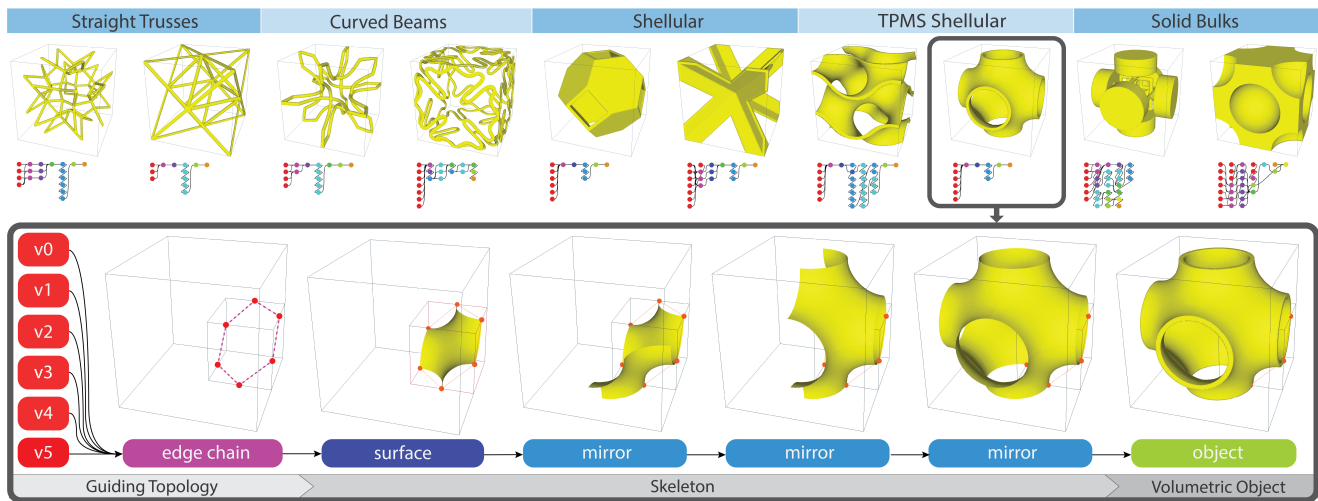 Straight Trusses
Curved Beams
Shellular
TPMS Shellular
Solid Bulks
v0
v1
v2
v3
v4
v5
edge chain
surface
mirror
mirror
mirror
object
Guiding Topology
Skeleton
Volumetric Object